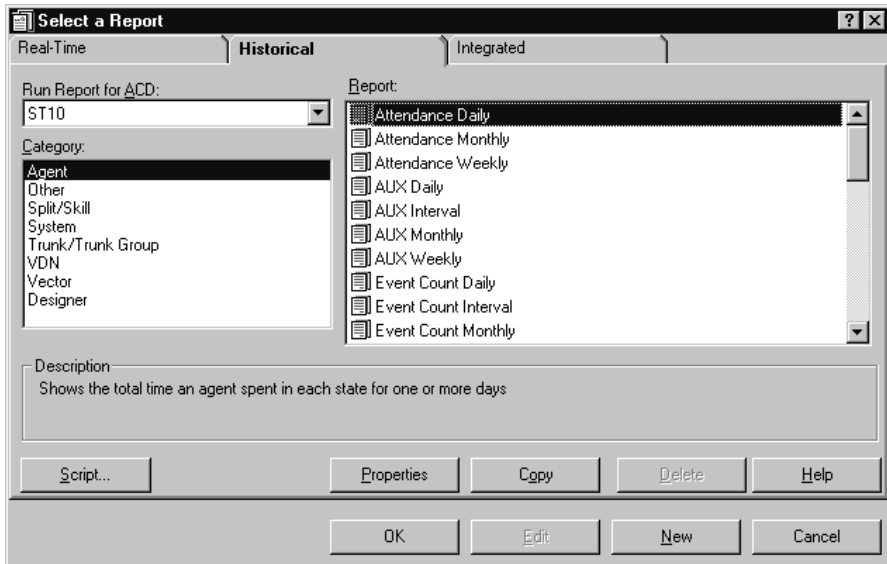 Select a Report
Real-Time
Historical
Integrated
Run Report for ACD:
ST10
Category:
Agent
Other
Split/Skill
System
Trunk/Trunk Group
VDN
Vector
Designer
Report:
Attendance Daily
Attendance Monthly
Attendance Weekly
AUX Daily
AUX Interval
AUX Monthly
AUX Weekly
Event Count Daily
Event Count Interval
Event Count Monthly
Description
Shows the total time an agent spent in each state for one or more days
Script...
Properties
Copy
Delete
Help
OK
Edit
New
Cancel